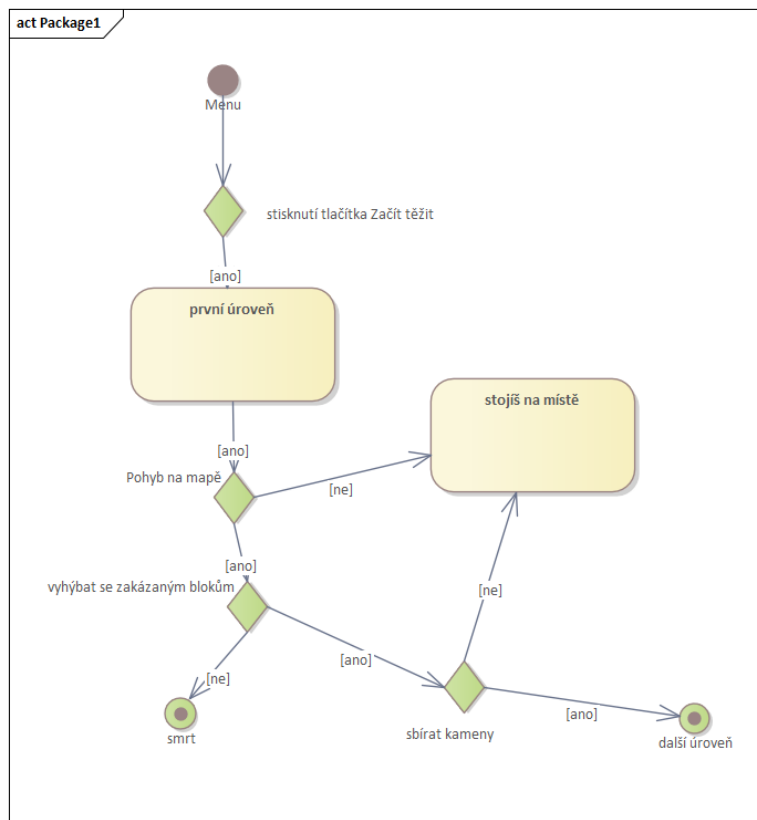 act Package1
Menu
stisknutí tlačítka Začít těžit
[ano]
první úroveň
stojíš na místě
[ano]
Pohyb na mapě
[ne]
[ano]
vyhýbat se zakázaným blokům
[ne]
[ano]
[ne]
[ano]
smrt
sbírat kameny
další úroveň